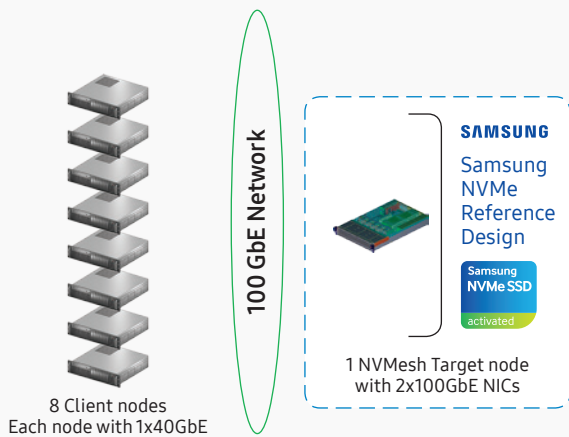 100 GbE Network
SAMSUNG
Samsung
NVMe
Reference
Design
Samsung
NVMe SSD
activated
1 NVMesh Target node
with 2x100GbE NICs
8 Client nodes
Each node with 1x40GbE